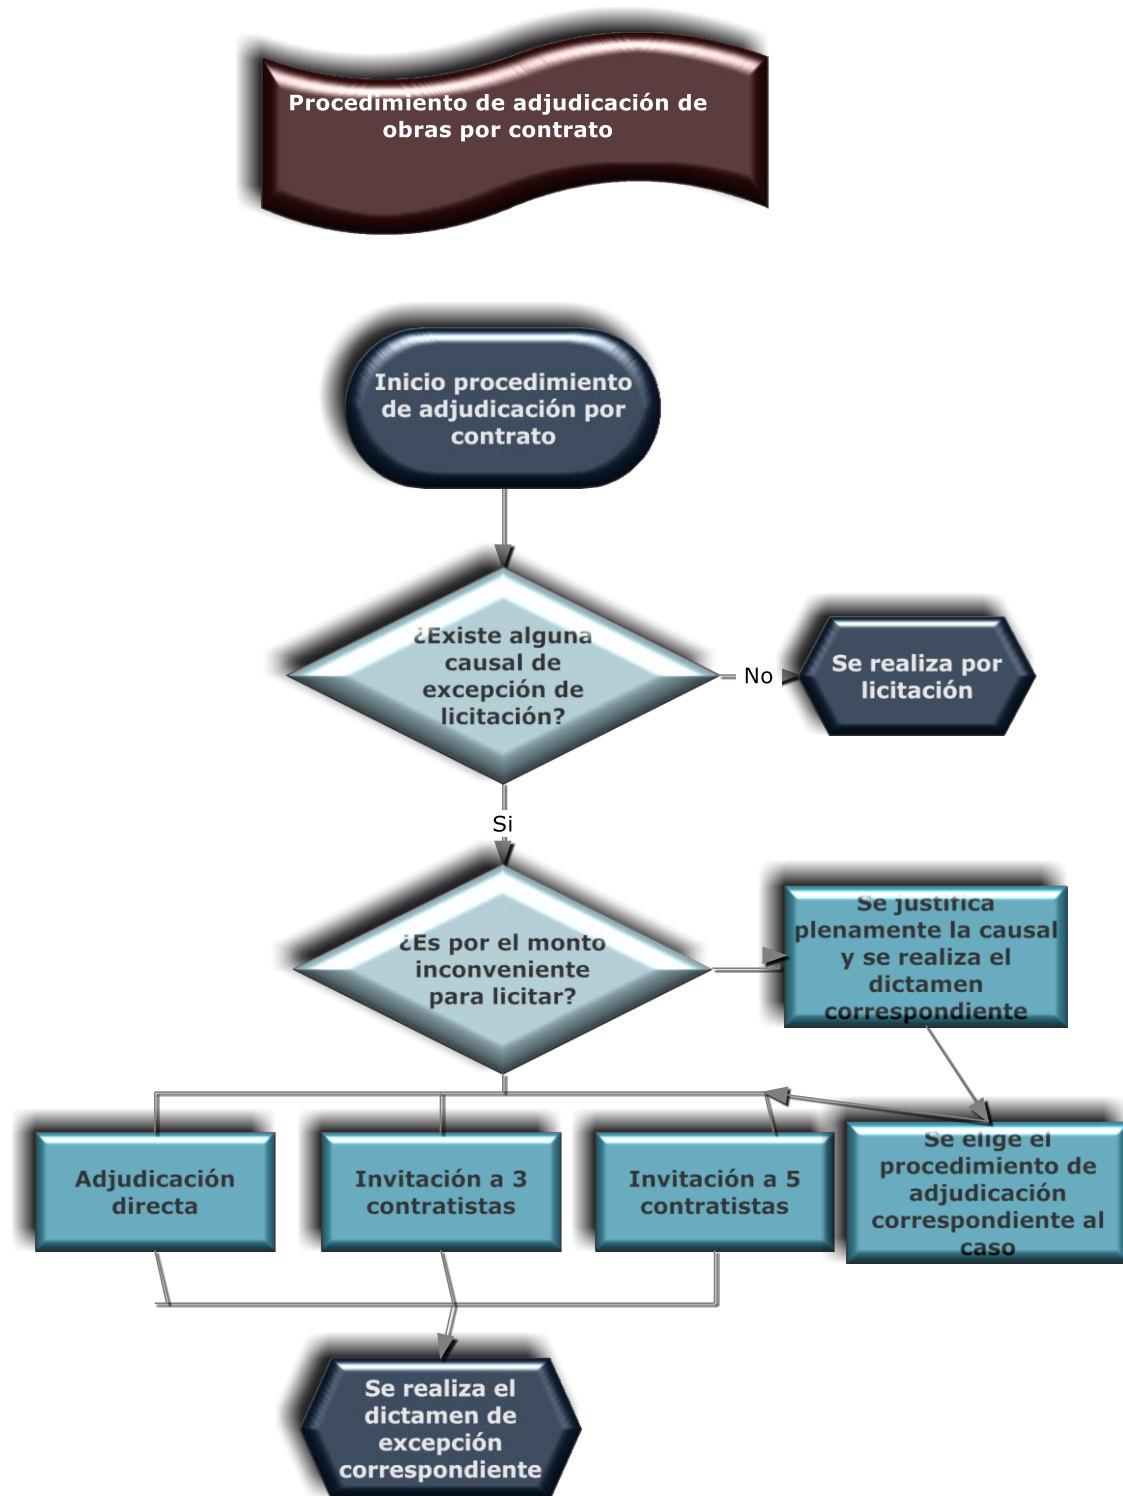 Procedimiento de adjudicación de
obras por contrato
Inicio procedimiento
de adjudicación por
contrato
¿Existe alguna
causal de
excepción de
licitación?
No
Se realiza por
licitación
Si
¿Es por el monto
inconveniente
para licitar?
Se justifica
plenamente la causal
y se realiza el
dictamen
correspondiente
Adjudicación
directa
Invitación a 3
contratistas
Invitación a 5
contratistas
Se elige el
procedimiento de
adjudicación
correspondiente al
caso
Se realiza el
dictamen de
excepción
correspondiente